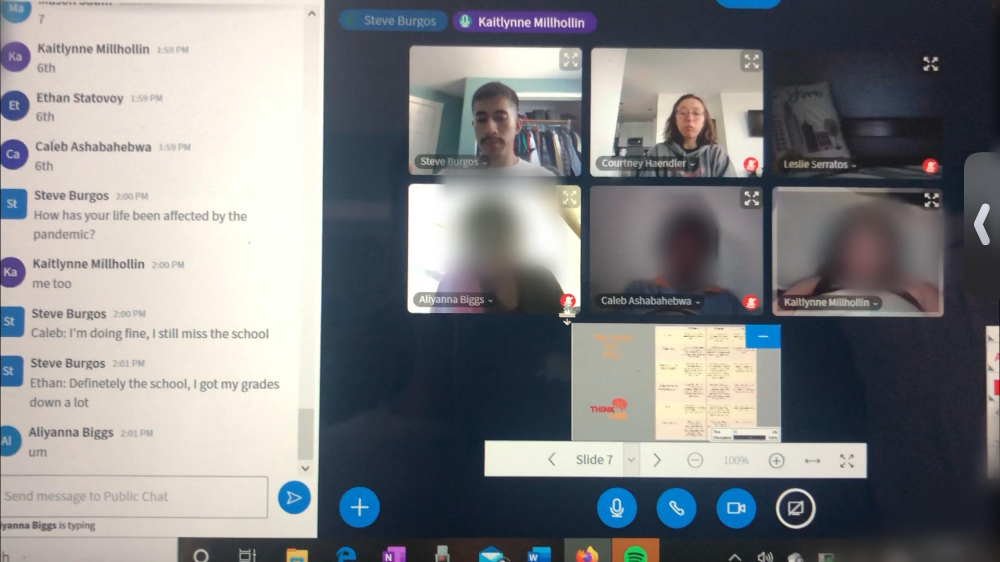 Ma
7
Ka
Kaitlynne Millhollin 1:59 PM
6th
Et
Ethan Statovoy 1:59 PM
6th
Ca
Caleb Ashabahebwa 1:59 PM
6th
St
Steve Burgos 2:00 PM
How has your life been affected by the
pandemic?
Ka
Kaitlynne Millhollin 2:00 PM
me too
St
Steve Burgos 2:00 PM
Caleb: I'm doing fine, I still miss the school
St
Steve Burgos 2:01 PM
Ethan: Definetely the school, I got my grades
down a lot
Al
Aliyanna Biggs 2:01 PM
um
Send message to Public Chat
yanna Biggs is typing
h
Steve Burgos
Kaitlynne Millhollin
Steve Burgos
Courtney Haendler
Leslie Serratos
Aliyanna Biggs
Caleb Ashabahebwa
Kaitlynne Millhollin
THINK
Slide 7
100%
N
W